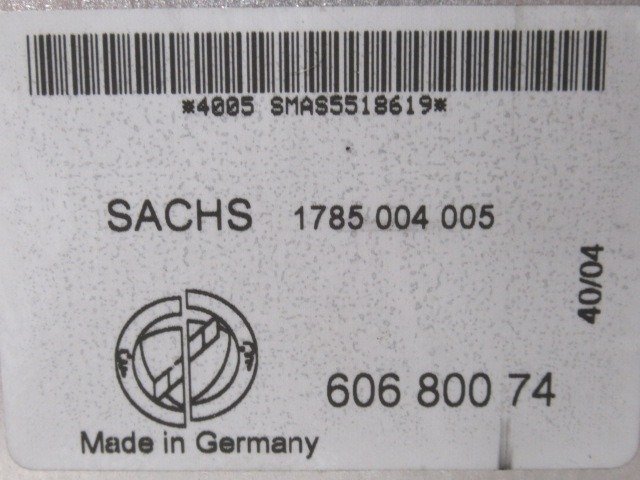 *4005 SMAS5518619*
SACHS 1785 004 005
40/04
606 800 74
Made in Germany